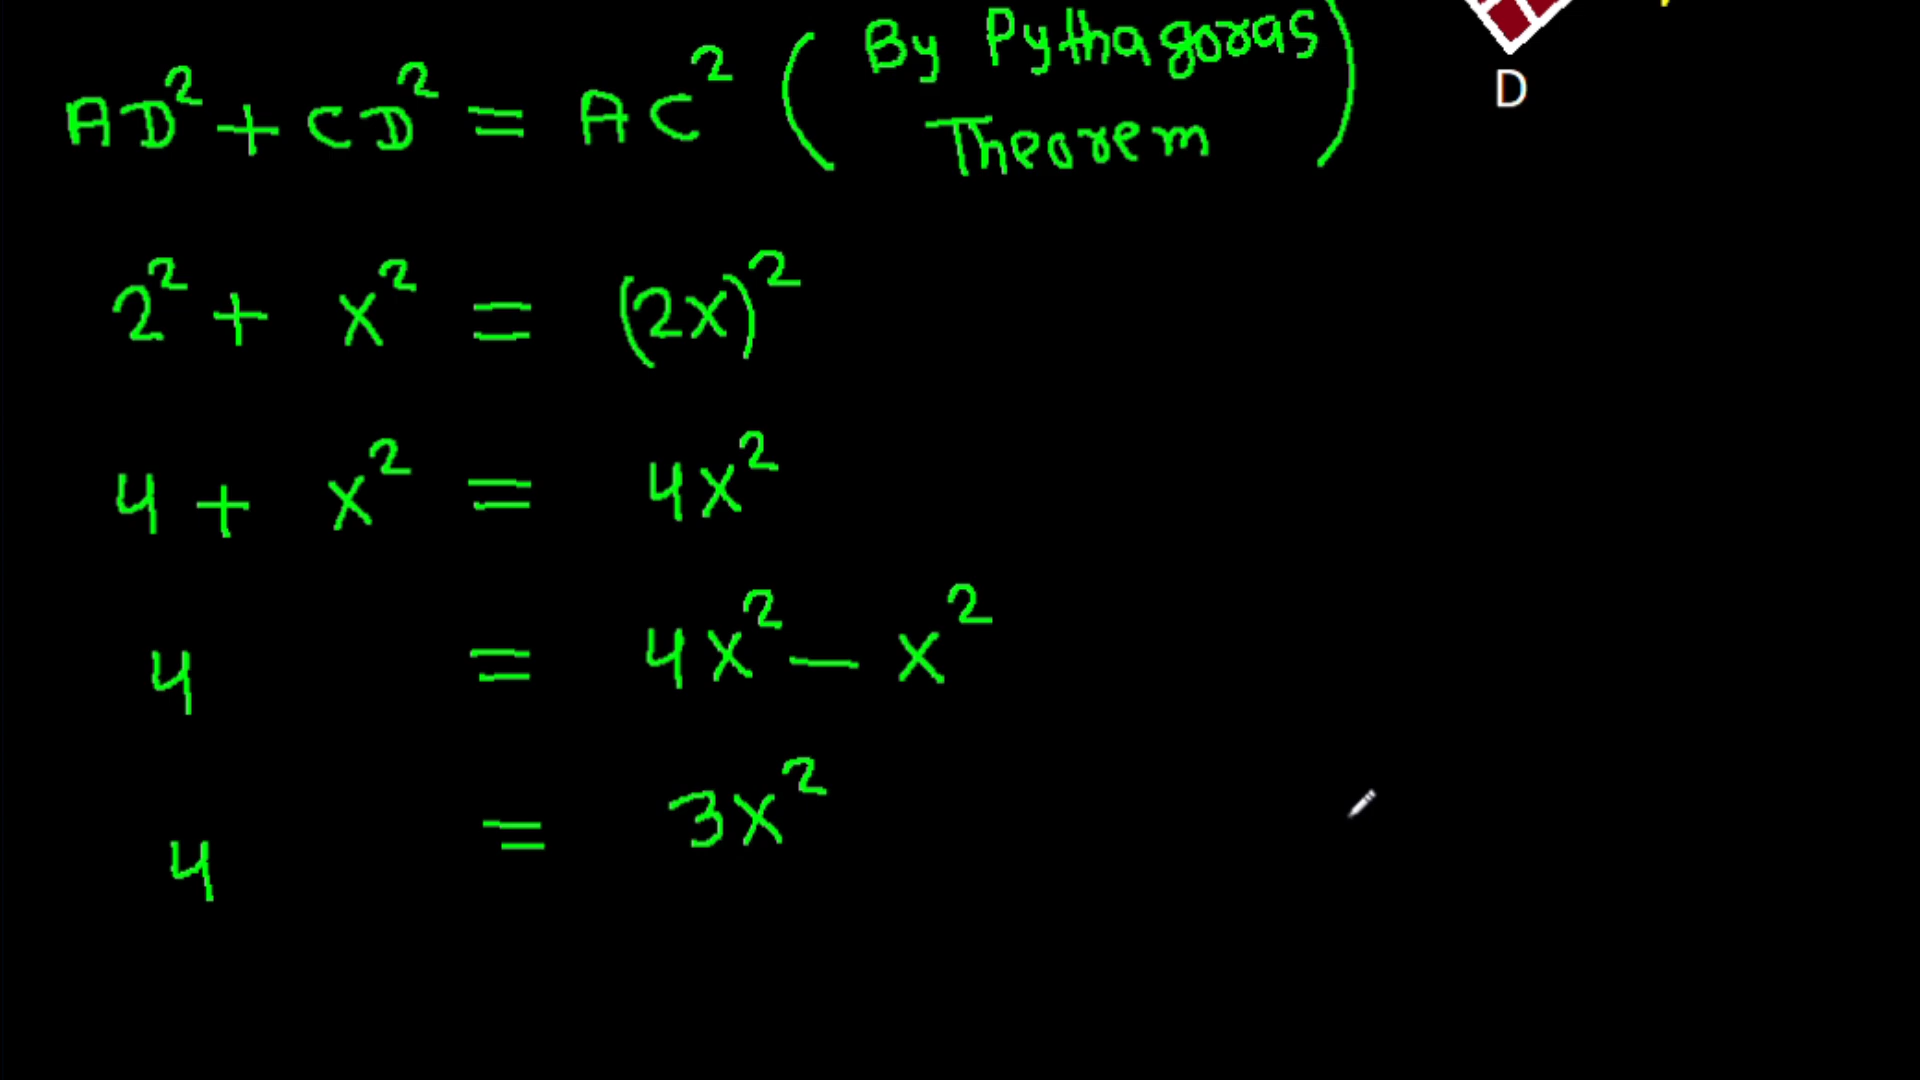 AD² + CD² = AC² (By Pythagoras Theorem)
D
2² + x² = (2x)²
4 + x² = 4x²
4 = 4x² - x²
4 = 3x²